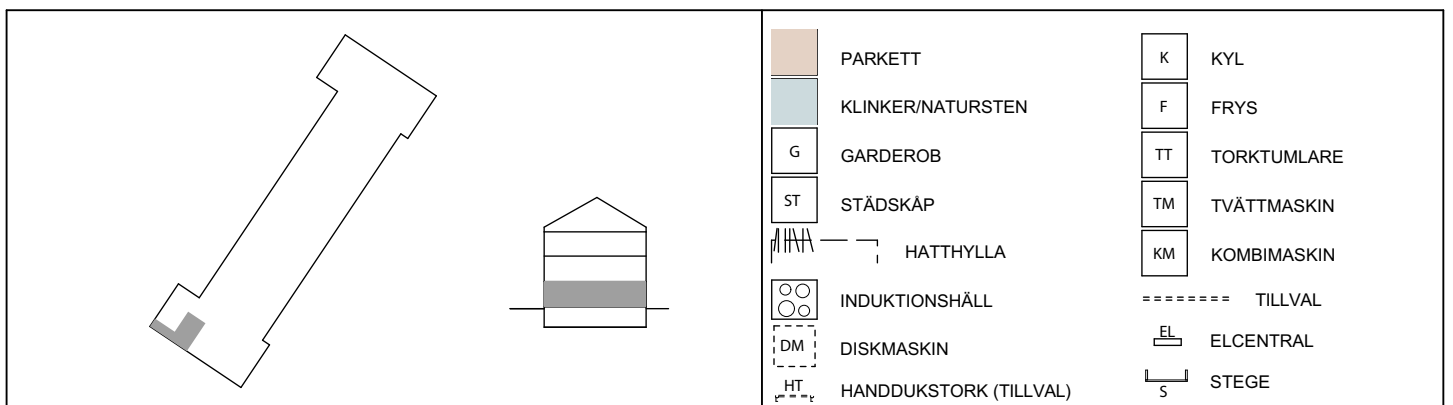 PARKETT
KLINKER/NATURSTEN
G GARDEROB
ST STÄDSKÅP
HATTHYLLA
INDUKTIONSHÄLL
DM DISKMASKIN
HT HANDDUKSTORK (TILLVAL)
K KYL
F FRYS
TT TORKTUMLARE
TM TVÄTTMASKIN
KM KOMBIMASKIN
TILLVAL
EL ELCENTRAL
S STEGE